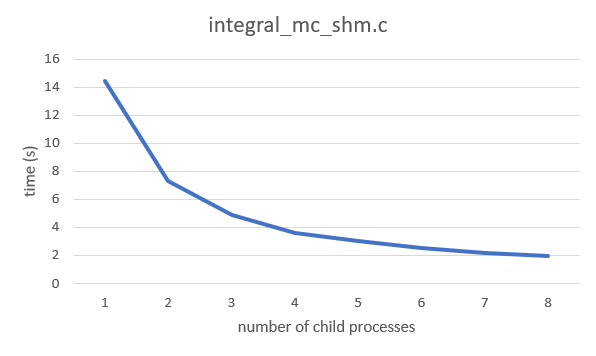 integral_mc_shm.c
16
14
12
10
8
6
4
2
0
time (s)
1 2 3 4 5 6 7 8
number of child processes